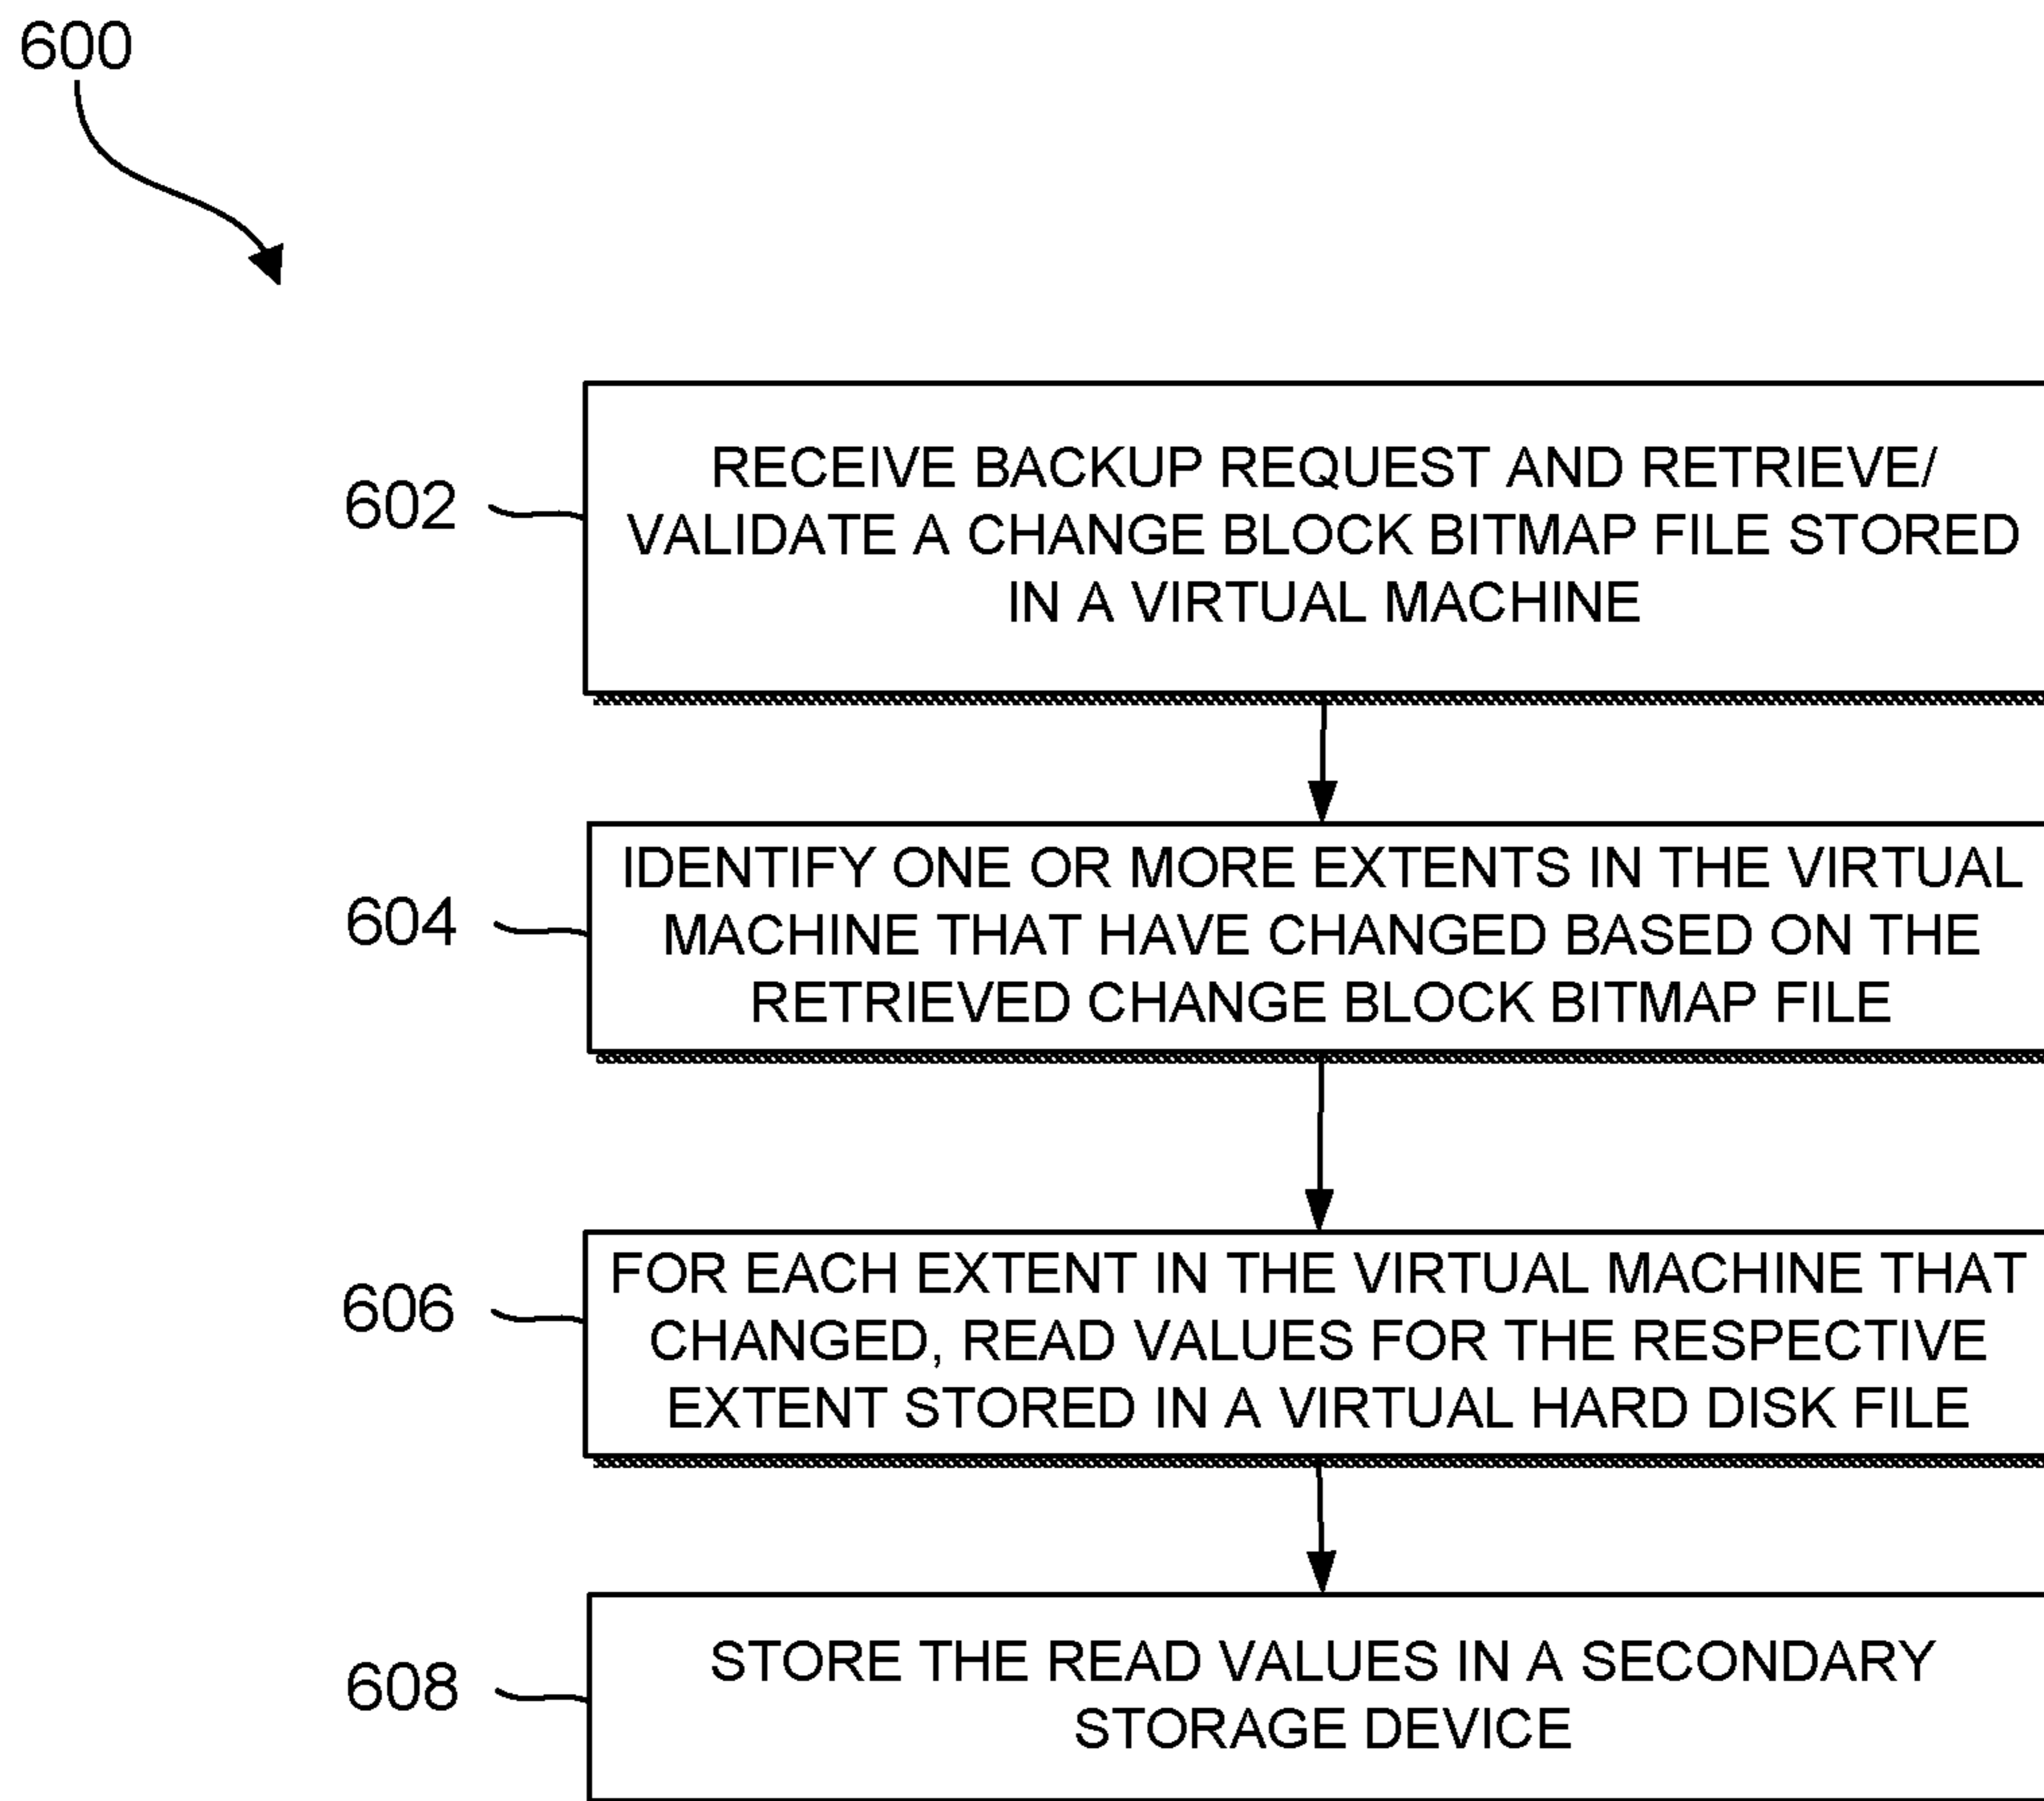 600
602
RECEIVE BACKUP REQUEST AND RETRIEVE/
VALIDATE A CHANGE BLOCK BITMAP FILE STORED
IN A VIRTUAL MACHINE
604
IDENTIFY ONE OR MORE EXTENTS IN THE VIRTUAL
MACHINE THAT HAVE CHANGED BASED ON THE
RETRIEVED CHANGE BLOCK BITMAP FILE
606
FOR EACH EXTENT IN THE VIRTUAL MACHINE THAT
CHANGED, READ VALUES FOR THE RESPECTIVE
EXTENT STORED IN A VIRTUAL HARD DISK FILE
608
STORE THE READ VALUES IN A SECONDARY
STORAGE DEVICE